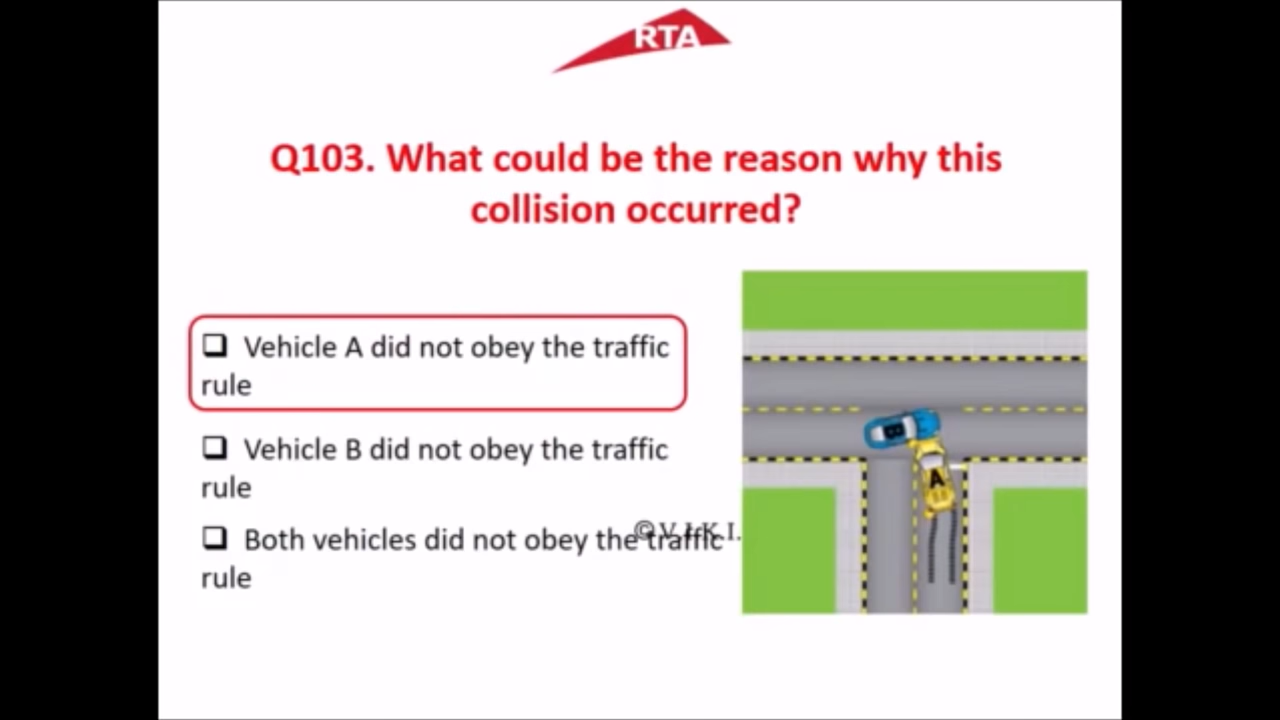 RTA
Q103. What could be the reason why this
collision occurred?
Vehicle A did not obey the traffic
rule
Vehicle B did not obey the traffic
rule
Both vehicles did not obey the traffic
rule
©V.I.K.I.
B
A